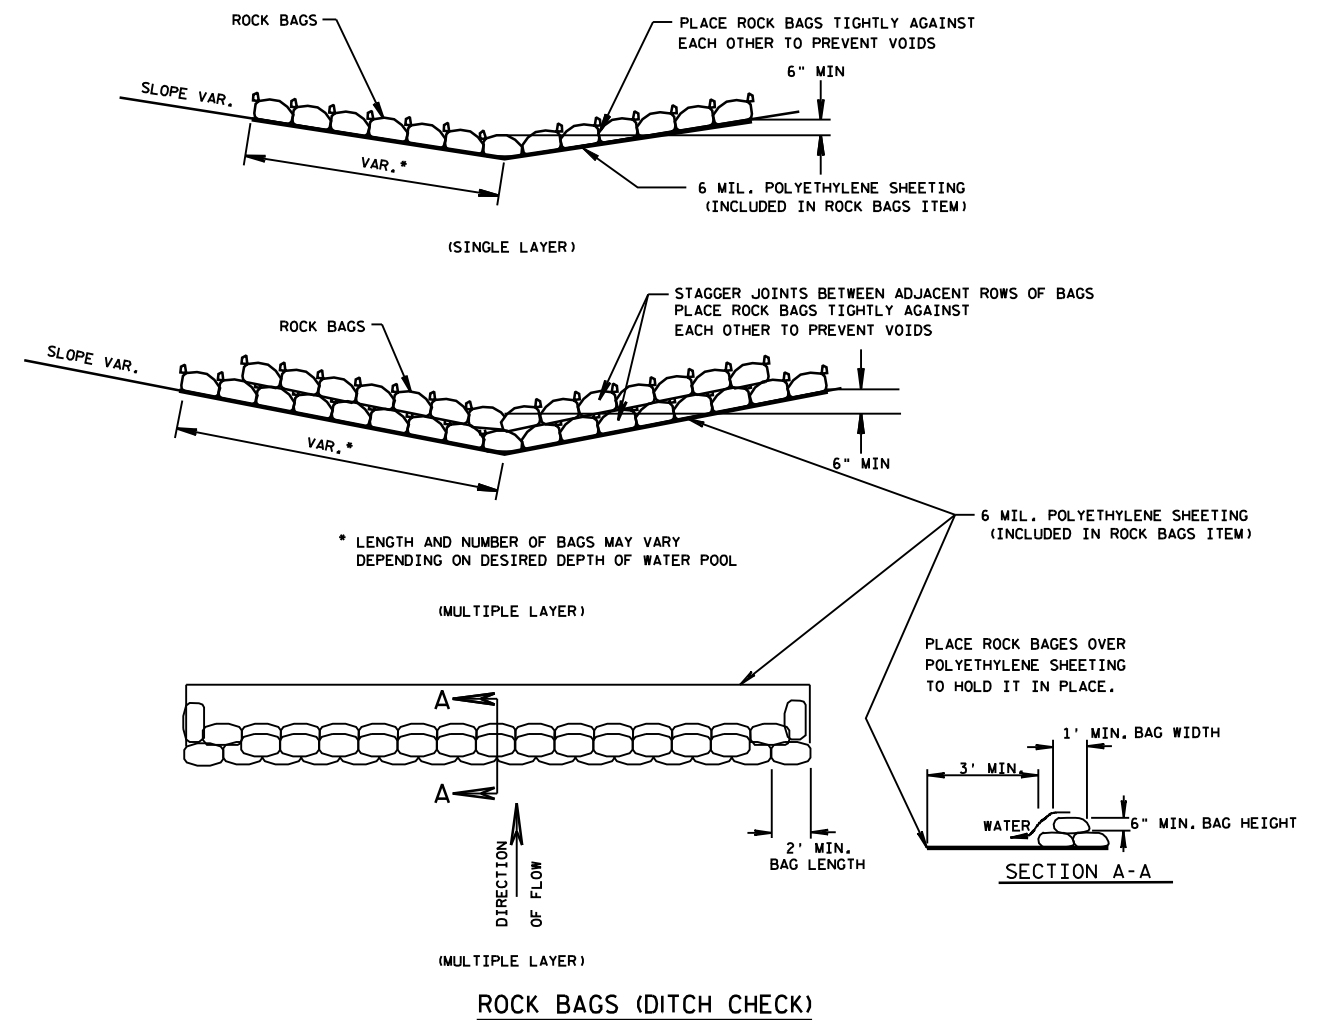 ROCK BAGS
PLACE ROCK BAGS TIGHTLY AGAINST
EACH OTHER TO PREVENT VOIDS
6" MIN
SLOPE VAR.
VAR.*
6 MIL. POLYETHYLENE SHEETING
(INCLUDED IN ROCK BAGS ITEM)
(SINGLE LAYER)
STAGGER JOINTS BETWEEN ADJACENT ROWS OF BAGS
PLACE ROCK BAGS TIGHTLY AGAINST
EACH OTHER TO PREVENT VOIDS
ROCK BAGS
SLOPE VAR.
VAR.*
6" MIN
6 MIL. POLYETHYLENE SHEETING
(INCLUDED IN ROCK BAGS ITEM)
* LENGTH AND NUMBER OF BAGS MAY VARY
DEPENDING ON DESIRED DEPTH OF WATER POOL
(MULTIPLE LAYER)
PLACE ROCK BAGES OVER
POLYETHYLENE SHEETING
TO HOLD IT IN PLACE.
A
A
1' MIN. BAG WIDTH
3' MIN.
WATER
6" MIN. BAG HEIGHT
2' MIN.
BAG LENGTH
SECTION A-A
DIRECTION
OF FLOW
(MULTIPLE LAYER)
ROCK BAGS (DITCH CHECK)